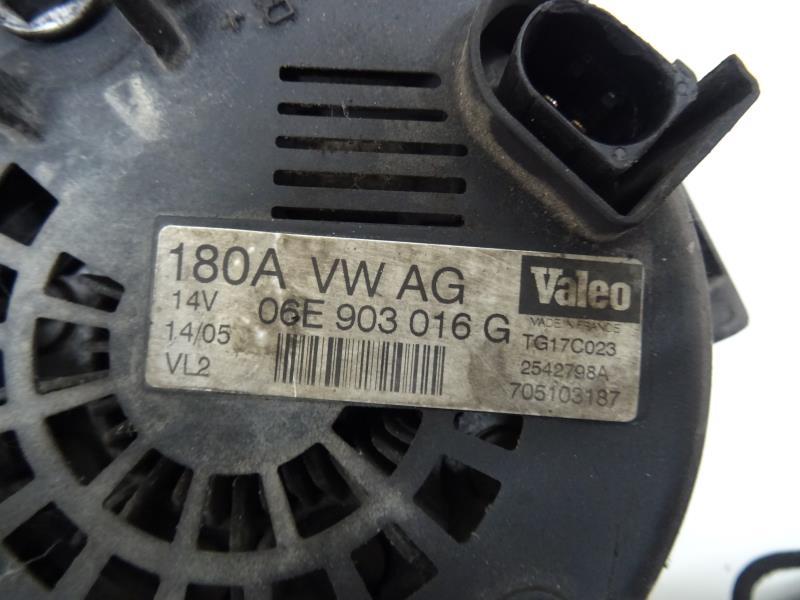 + D
180A VW AG
14V 06E 903 016 G
14/05
VL2
Valeo
MADE IN FRANCE
TG17C023
2542798A
705103187